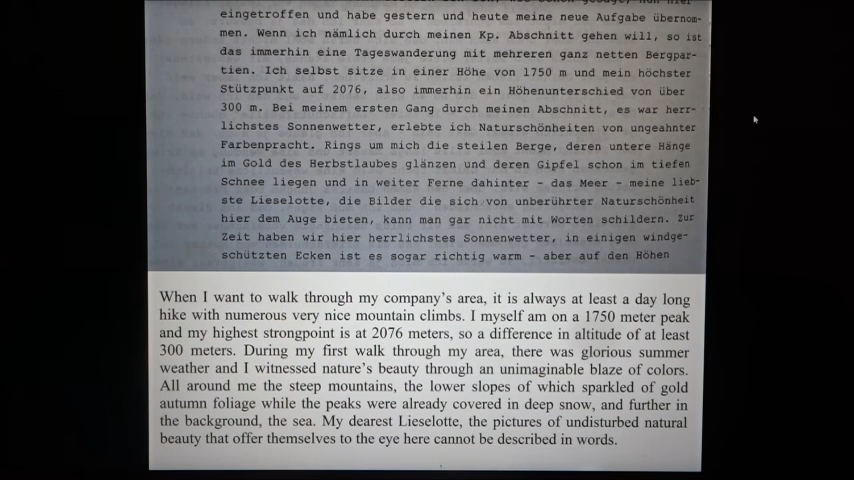 eingetroffen und habe gestern und heute meine neue Aufgabe übernom-
men. Wenn ich nämlich durch meinen Kp. Abschnitt gehen will, so ist
das immerhin eine Tageswanderung mit mehreren ganz netten Bergpar-
tien. Ich selbst sitze in einer Höhe von 1750 m und mein höchster
Stützpunkt auf 2076, also immerhin ein Höhenunterschied von über
300 m. Bei meinem ersten Gang durch meinen Abschnitt, es war herr-
lichstes Sonnenwetter, erlebte ich Naturschönheiten von ungeahnter
Farbenpracht. Rings um mich die steilen Berge, deren untere Hänge
im Gold des Herbstlaubes glänzen und deren Gipfel schon im tiefen
Schnee liegen und in weiter Ferne dahinter - das Meer - meine lieb-
ste Lieselotte, die Bilder die sich von unberührter Naturschönheit
hier dem Auge bieten, kann man gar nicht mit Worten schildern. Zur
Zeit haben wir hier herrlichstes Sonnenwetter, in einigen windge-
schützten Ecken ist es sogar richtig warm - aber auf den Höhen
When I want to walk through my company's area, it is always at least a day long
hike with numerous very nice mountain climbs. I myself am on a 1750 meter peak
and my highest strongpoint is at 2076 meters, so a difference in altitude of at least
300 meters. During my first walk through my area, there was glorious summer
weather and I witnessed nature's beauty through an unimaginable blaze of colors.
All around me the steep mountains, the lower slopes of which sparkled of gold
autumn foliage while the peaks were already covered in deep snow, and further in
the background, the sea. My dearest Lieselotte, the pictures of undisturbed natural
beauty that offer themselves to the eye here cannot be described in words.